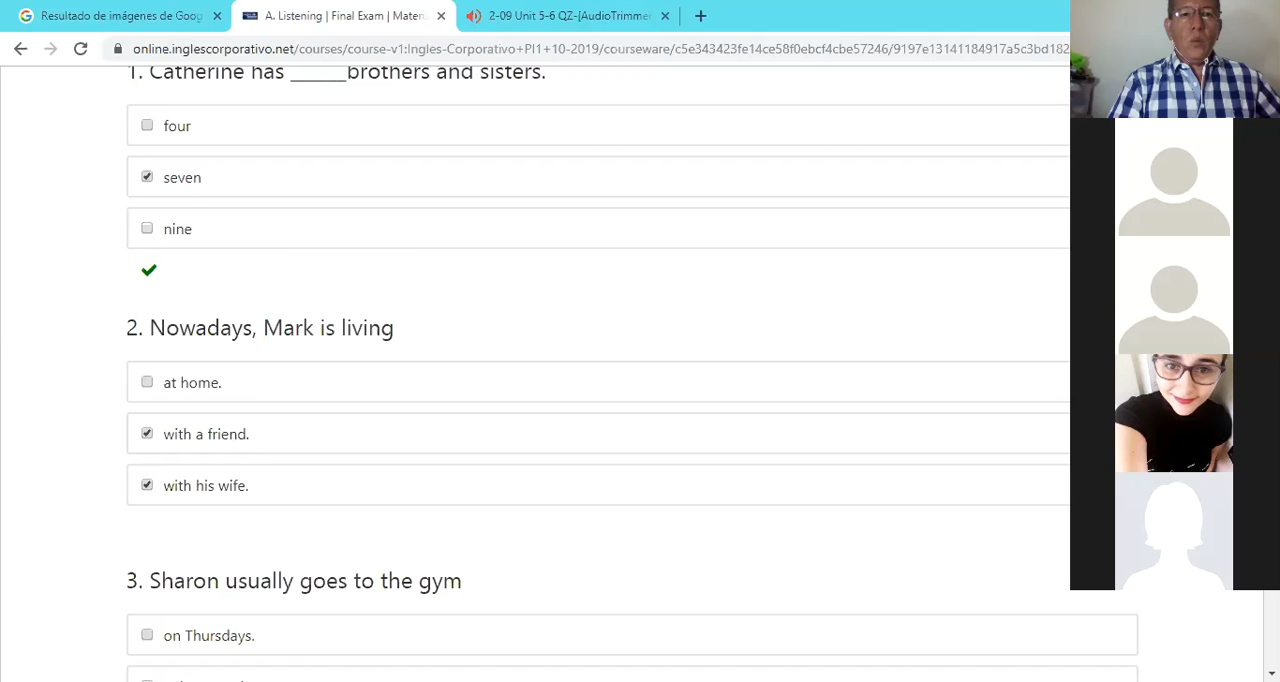 Resultado de imágenes de Goog
A. Listening | Final Exam | Mater
2-09 Unit 5-6 QZ-[AudioTrimme
online.inglescorporativo.net/courses/course-v1:Ingles-Corporativo+PI1+10-2019/courseware/c5e343423fe14ce58f0ebcf4cbe57246/9197e13141184917a5c3bd182
1. Catherine has ______brothers and sisters.
four
seven
nine
2. Nowadays, Mark is living
at home.
with a friend.
with his wife.
3. Sharon usually goes to the gym
on Thursdays.